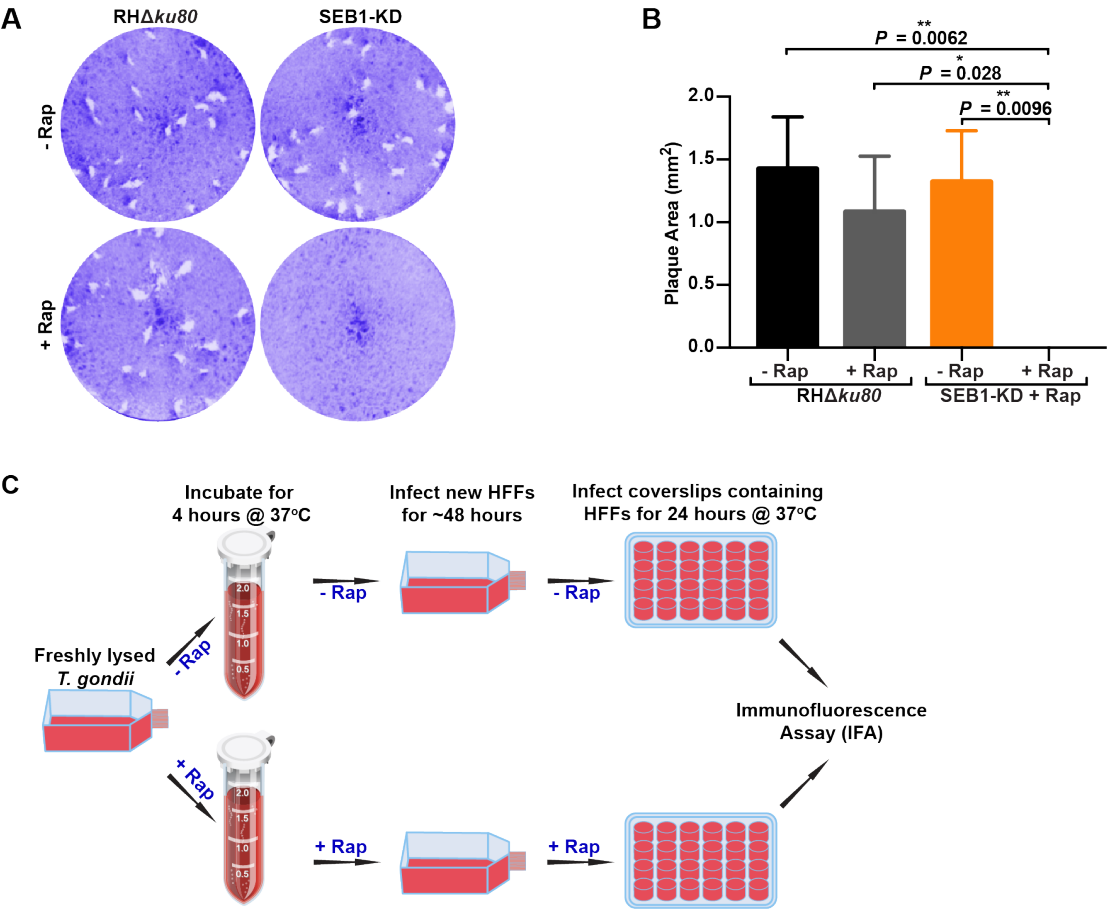 A
RHΔku80
SEB1-KD
- Rap
+ Rap
B
**
P = 0.0062
*
P = 0.028
**
P = 0.0096
Plaque Area (mm²)
2.0
1.5
1.0
0.5
0.0
- Rap
+ Rap
- Rap
+ Rap
RHΔku80
SEB1-KD + Rap
C
Incubate for
4 hours @ 37°C
Infect new HFFs
for ~48 hours
Infect coverslips containing
HFFs for 24 hours @ 37°C
2.0
1.5
1.0
0.5
- Rap
- Rap
- Rap
Freshly lysed
T. gondii
Immunofluorescence
Assay (IFA)
+ Rap
2.0
1.5
1.0
0.5
+ Rap
+ Rap